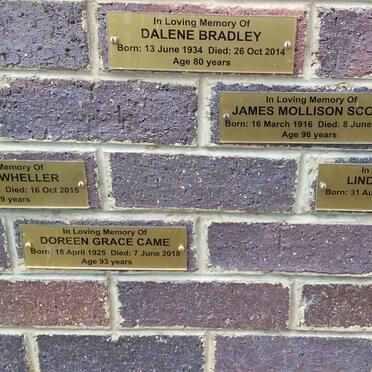 In Loving Memory Of
DALENE BRADLEY
Born: 13 June 1934 Died: 26 Oct 2014
Age 80 years
In Loving Memory Of
JAMES MOLLISON SCO
Born: 16 March 1916 Died: 8 June
Age 96 years
Memory Of
WHELLER
Died: 16 Oct 2015
9 years
In
LIND
Born: 31 Au
In Loving Memory Of
DOREEN GRACE CAME
Born: 18 April 1925 Died: 7 June 2018
Age 93 years